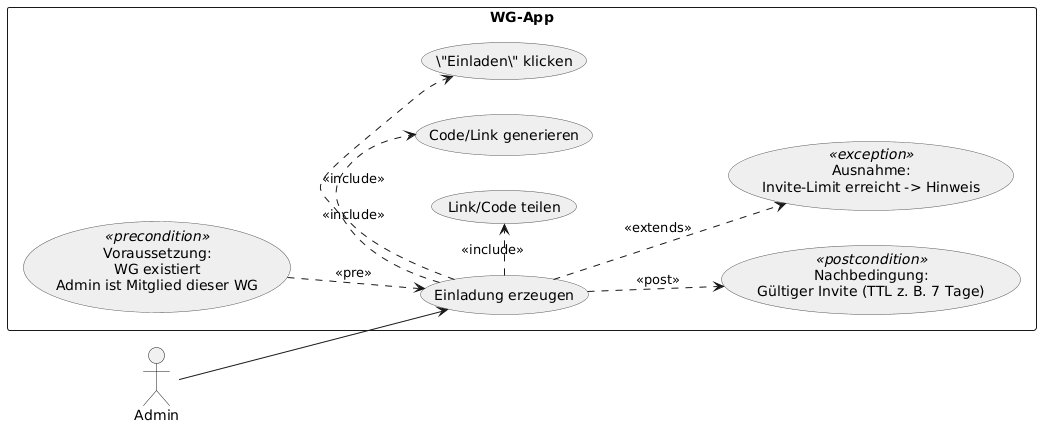 WG-App
\"Einladen\" klicken
Code/Link generieren
«exception»
Ausnahme:
Invite-Limit erreicht -> Hinweis
«include»
Link/Code teilen
«include»
«extends»
«precondition»
Voraussetzung:
WG existiert
Admin ist Mitglied dieser WG
«include»
«pre»
Einladung erzeugen
«post»
«postcondition»
Nachbedingung:
Gültiger Invite (TTL z. B. 7 Tage)
Admin